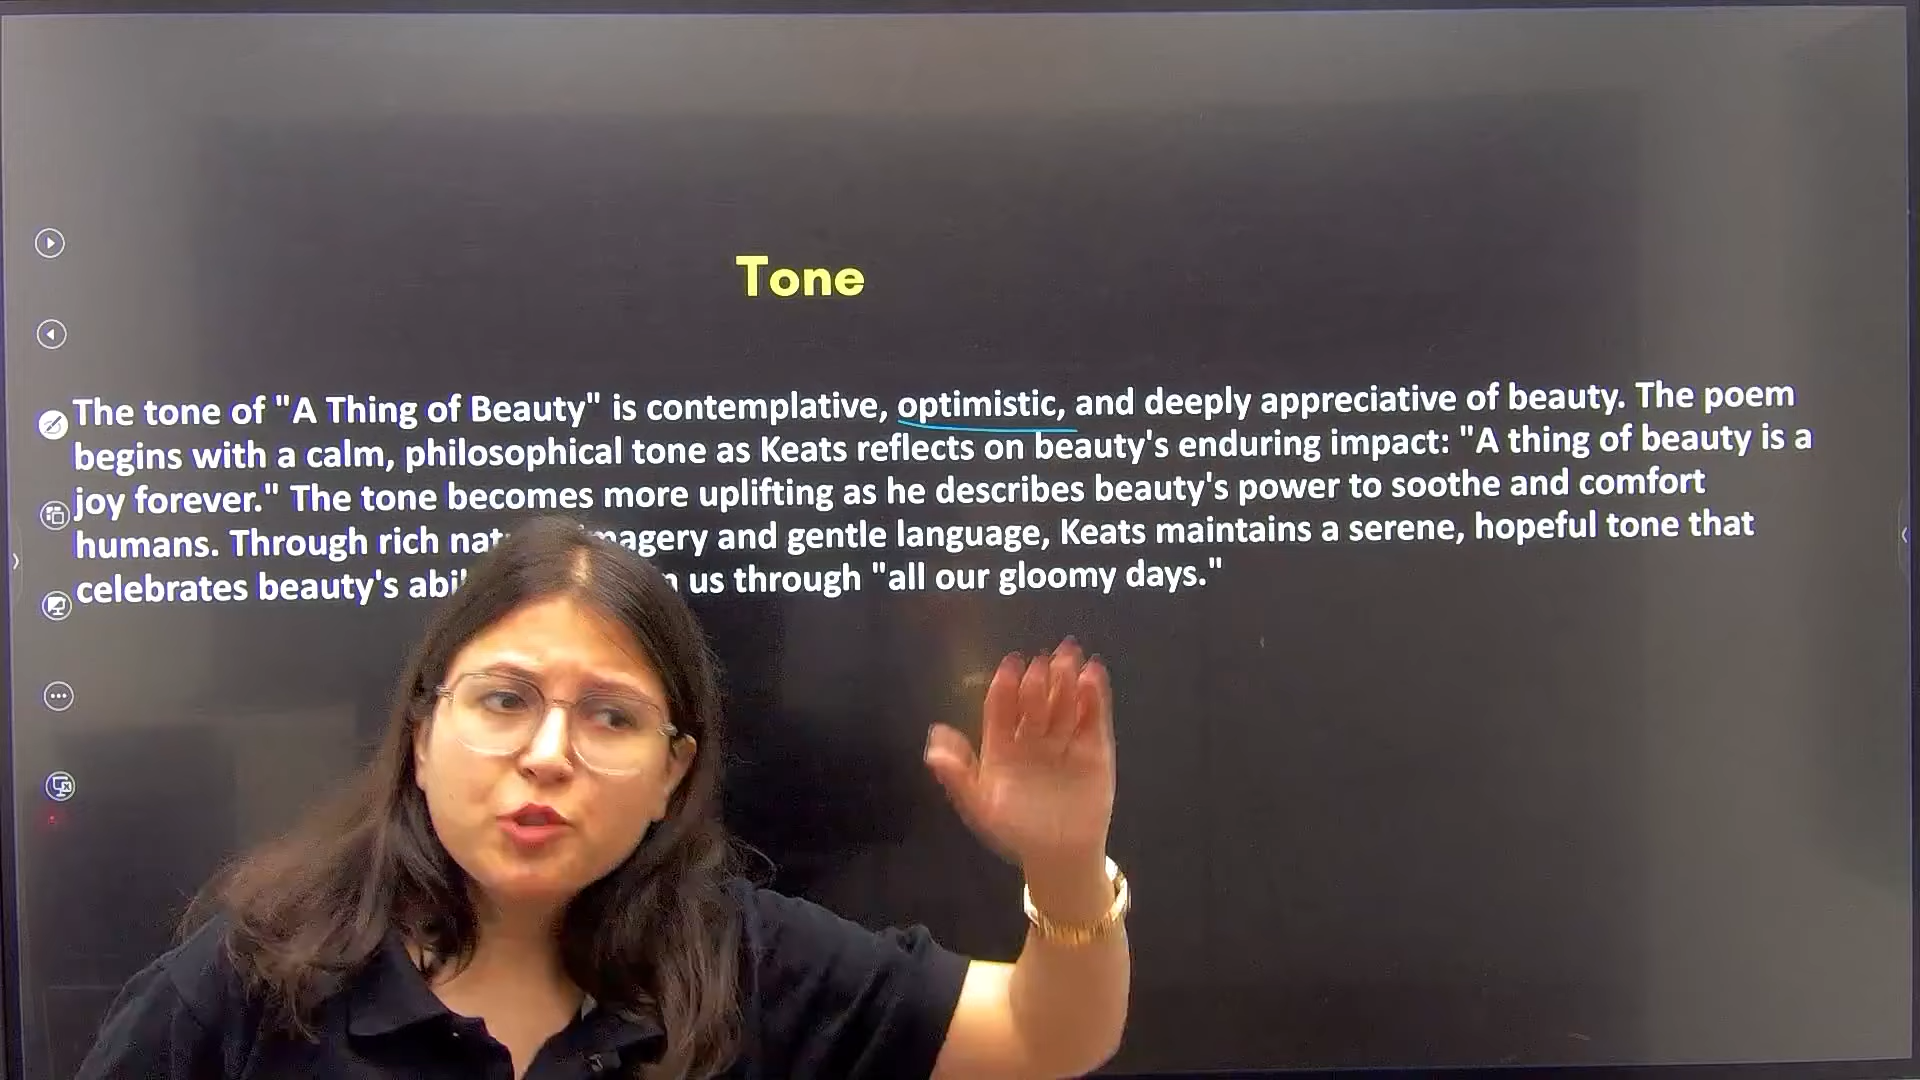 Tone
The tone of "A Thing of Beauty" is contemplative, optimistic, and deeply appreciative of beauty. The poem
begins with a calm, philosophical tone as Keats reflects on beauty's enduring impact: "A thing of beauty is a
joy forever." The tone becomes more uplifting as he describes beauty's power to soothe and comfort
humans. Through rich imagery and gentle language, Keats maintains a serene, hopeful tone that
celebrates beauty's us through "all our gloomy days."